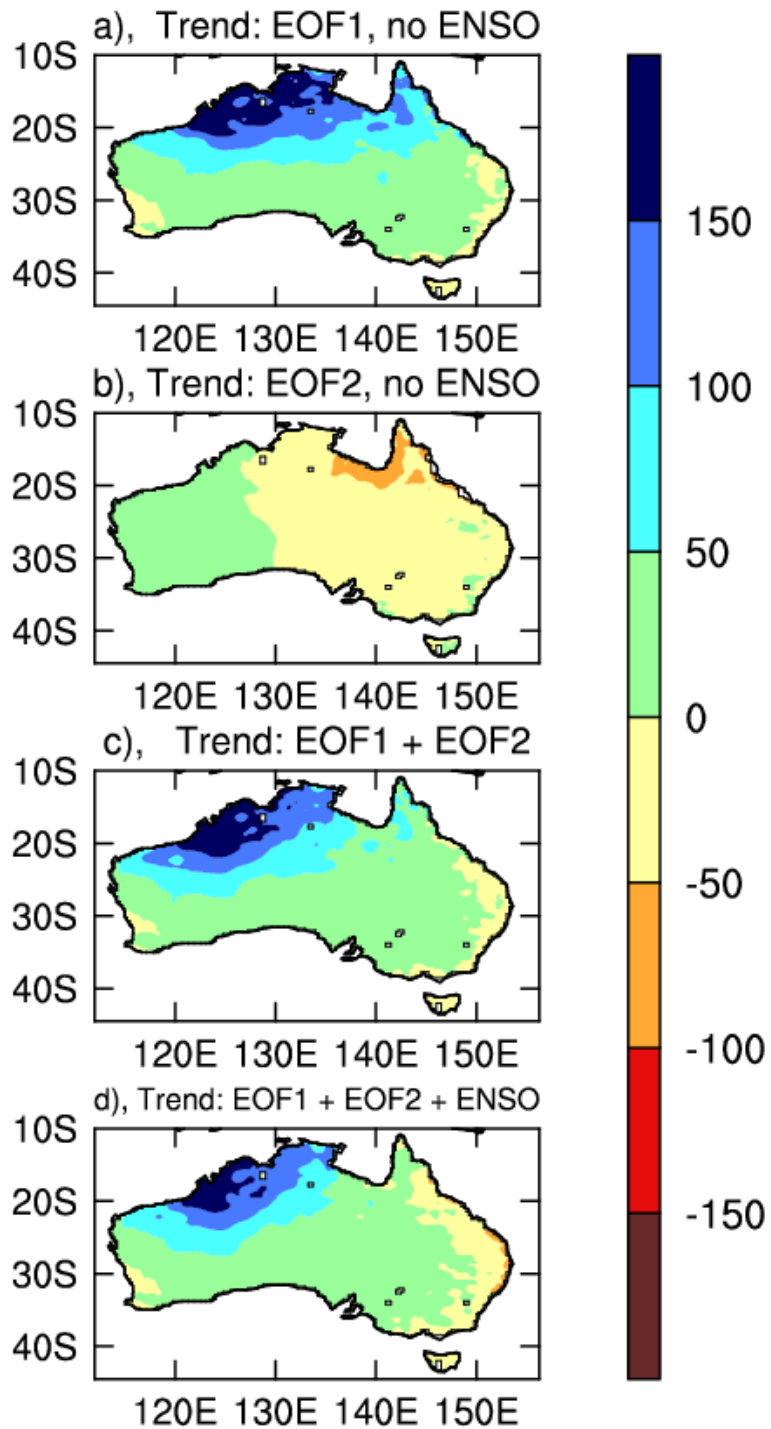 a), Trend: EOF1, no ENSO
10S
20S
30S
40S
120E 130E 140E 150E
b), Trend: EOF2, no ENSO
10S
20S
30S
40S
120E 130E 140E 150E
c), Trend: EOF1 + EOF2
10S
20S
30S
40S
120E 130E 140E 150E
d), Trend: EOF1 + EOF2 + ENSO
10S
20S
30S
40S
120E 130E 140E 150E
150
100
50
0
-50
-100
-150